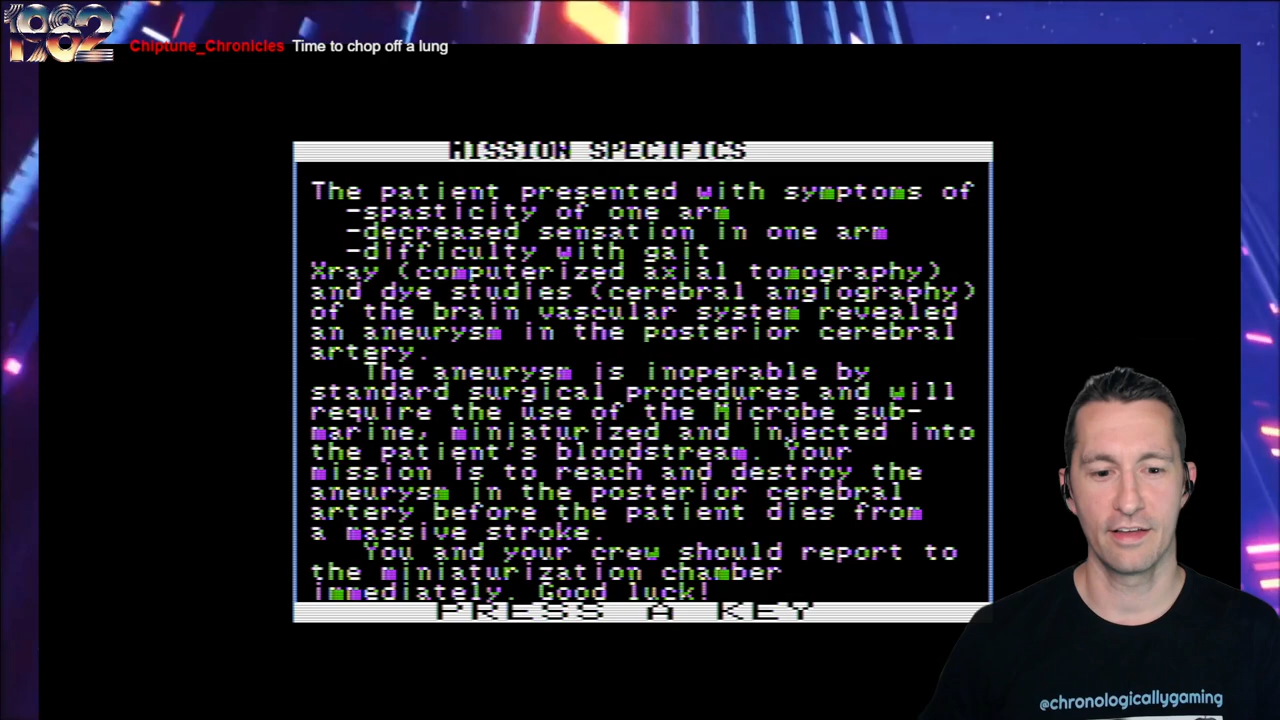 1982
Chiptune_Chronicles Time to chop off a lung
MISSION SPECIFICS
The patient presented with symptoms of
-spasticity of one arm
-decreased sensation in one arm
-difficulty with gait
Xray (computerized axial tomography)
and dye studies (cerebral angiography)
of the brain vascular system revealed
an aneurysm in the posterior cerebral
artery.
The aneurysm is inoperable by
standard surgical procedures and will
require the use of the Microbe sub-
marine, miniaturized and injected into
the patient's bloodstream. Your
mission is to reach and destroy the
aneurysm in the posterior cerebral
artery before the patient dies from
a massive stroke.
You and your crew should report to
the miniaturization chamber
immediately. Good luck!
PRESS A KEY
@chronologicallygaming